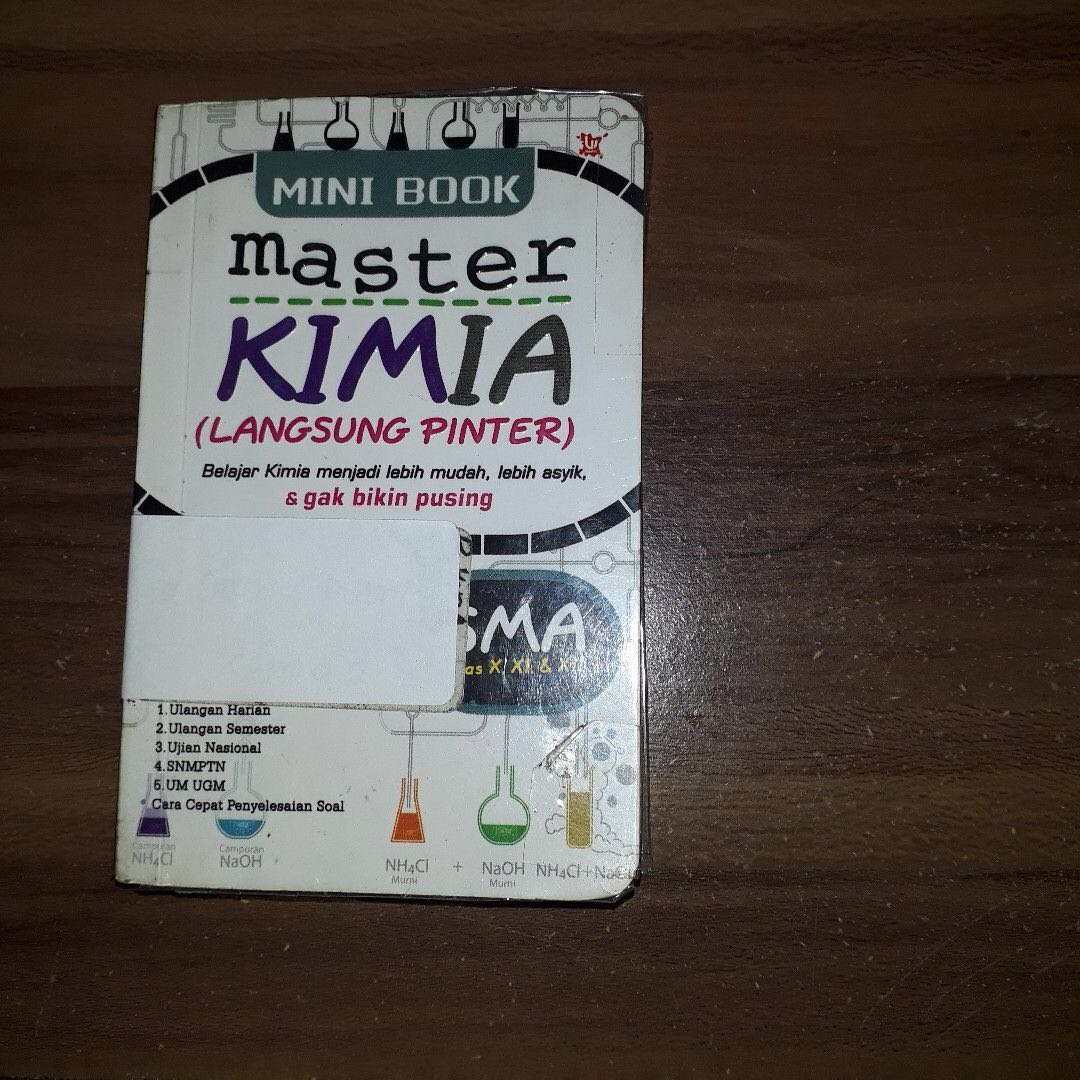 MINI BOOK
master
KIMIA
(LANGSUNG PINTER)
Belajar Kimia menjadi lebih mudah, lebih asyik,
& gak bikin pusing
SMA
X, XI &
1.Ulangan Harian
2.Ulangan Semester
3.Ujian Nasional
4.SNMPTN
5.UM UGM
Cara Cepat Penyelesaian Soal
Campuran
NH4Cl
Campuran
NaOH
NH4Cl
Murni
+
NaOH
Murni
NH4Cl+